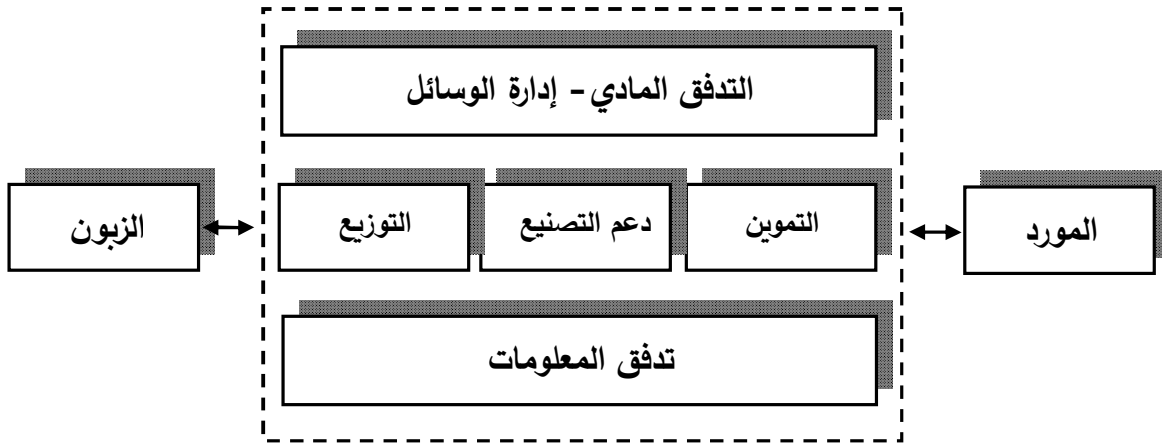 التدفق المادي - إدارة الوسائل
المورد
التموين
دعم التصنيع
التوزيع
الزبون
تدفق المعلومات